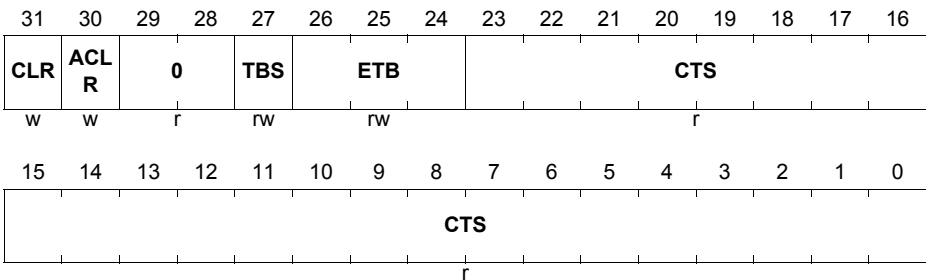 31 30 29 28 27 26 25 24 23 22 21 20 19 18 17 16
CLR ACL R 0 TBS ETB CTS
w w r rw rw r
15 14 13 12 11 10 9 8 7 6 5 4 3 2 1 0
CTS
r